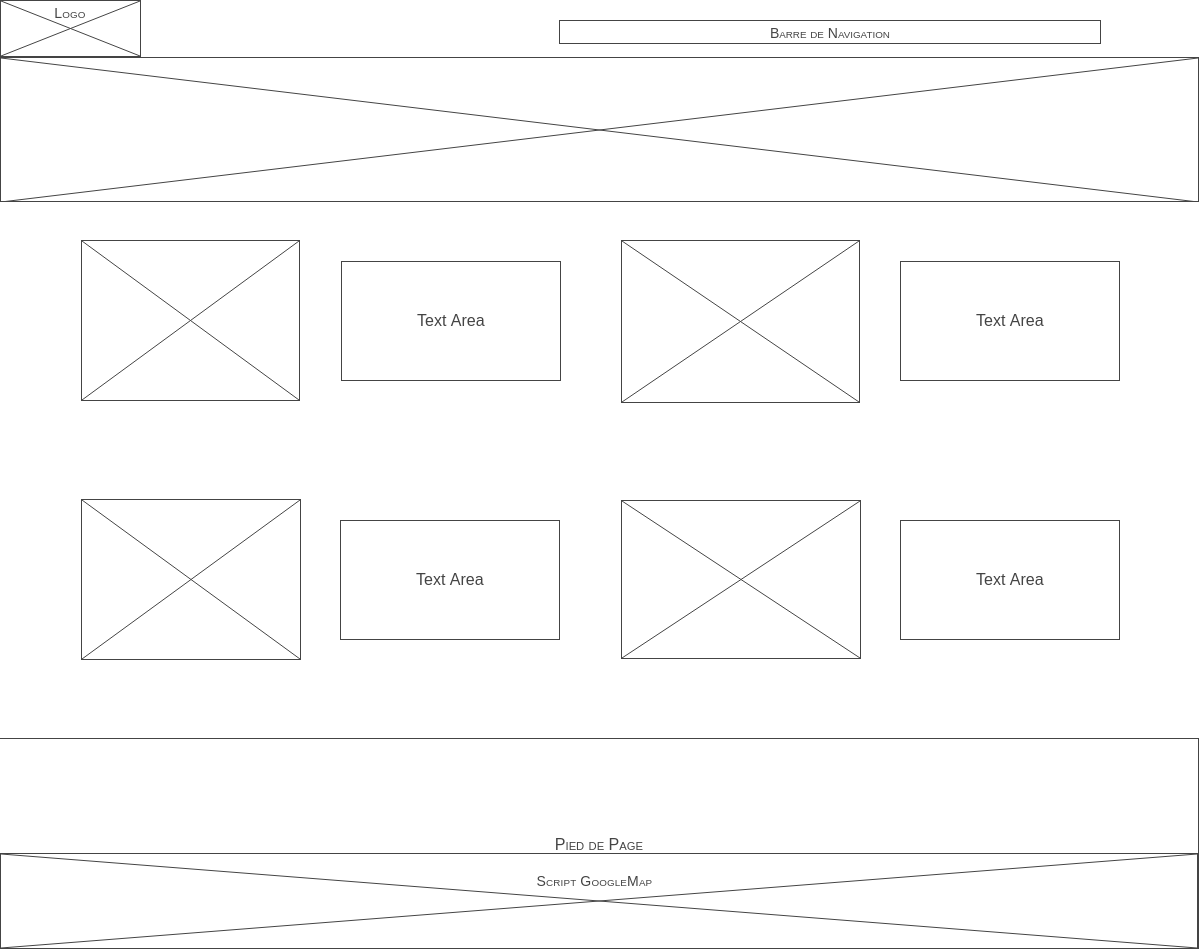 Logo
Barre de Navigation
Text Area
Text Area
Text Area
Text Area
Pied de Page
Script GoogleMap